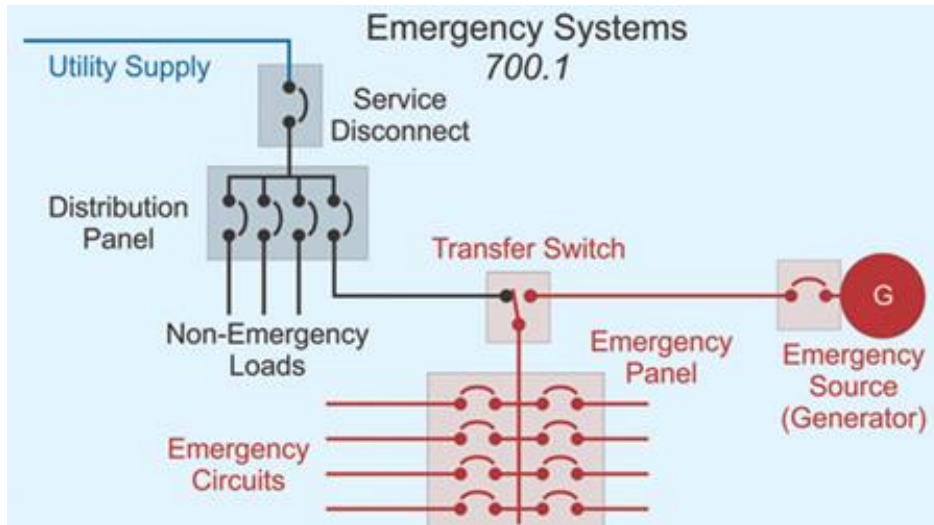 Emergency Systems
700.1
Utility Supply
Service
Disconnect
Distribution
Panel
Transfer Switch
G
Non-Emergency
Loads
Emergency
Panel
Emergency
Source
(Generator)
Emergency
Circuits